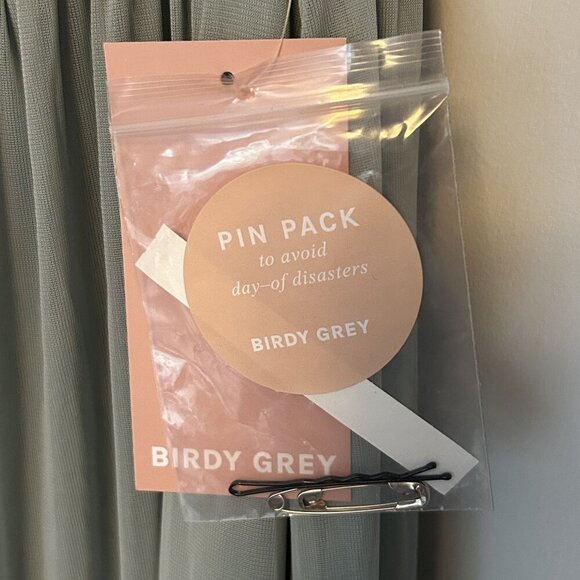 PIN PACK
to avoid
day–of disasters
BIRDY GREY
BIRDY GREY